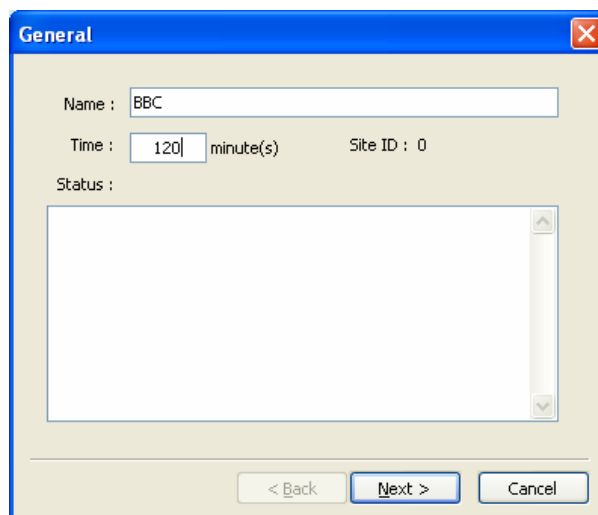 General
Name : BBC
Time : 120 minute(s) Site ID : 0
Status :
< Back Next > Cancel